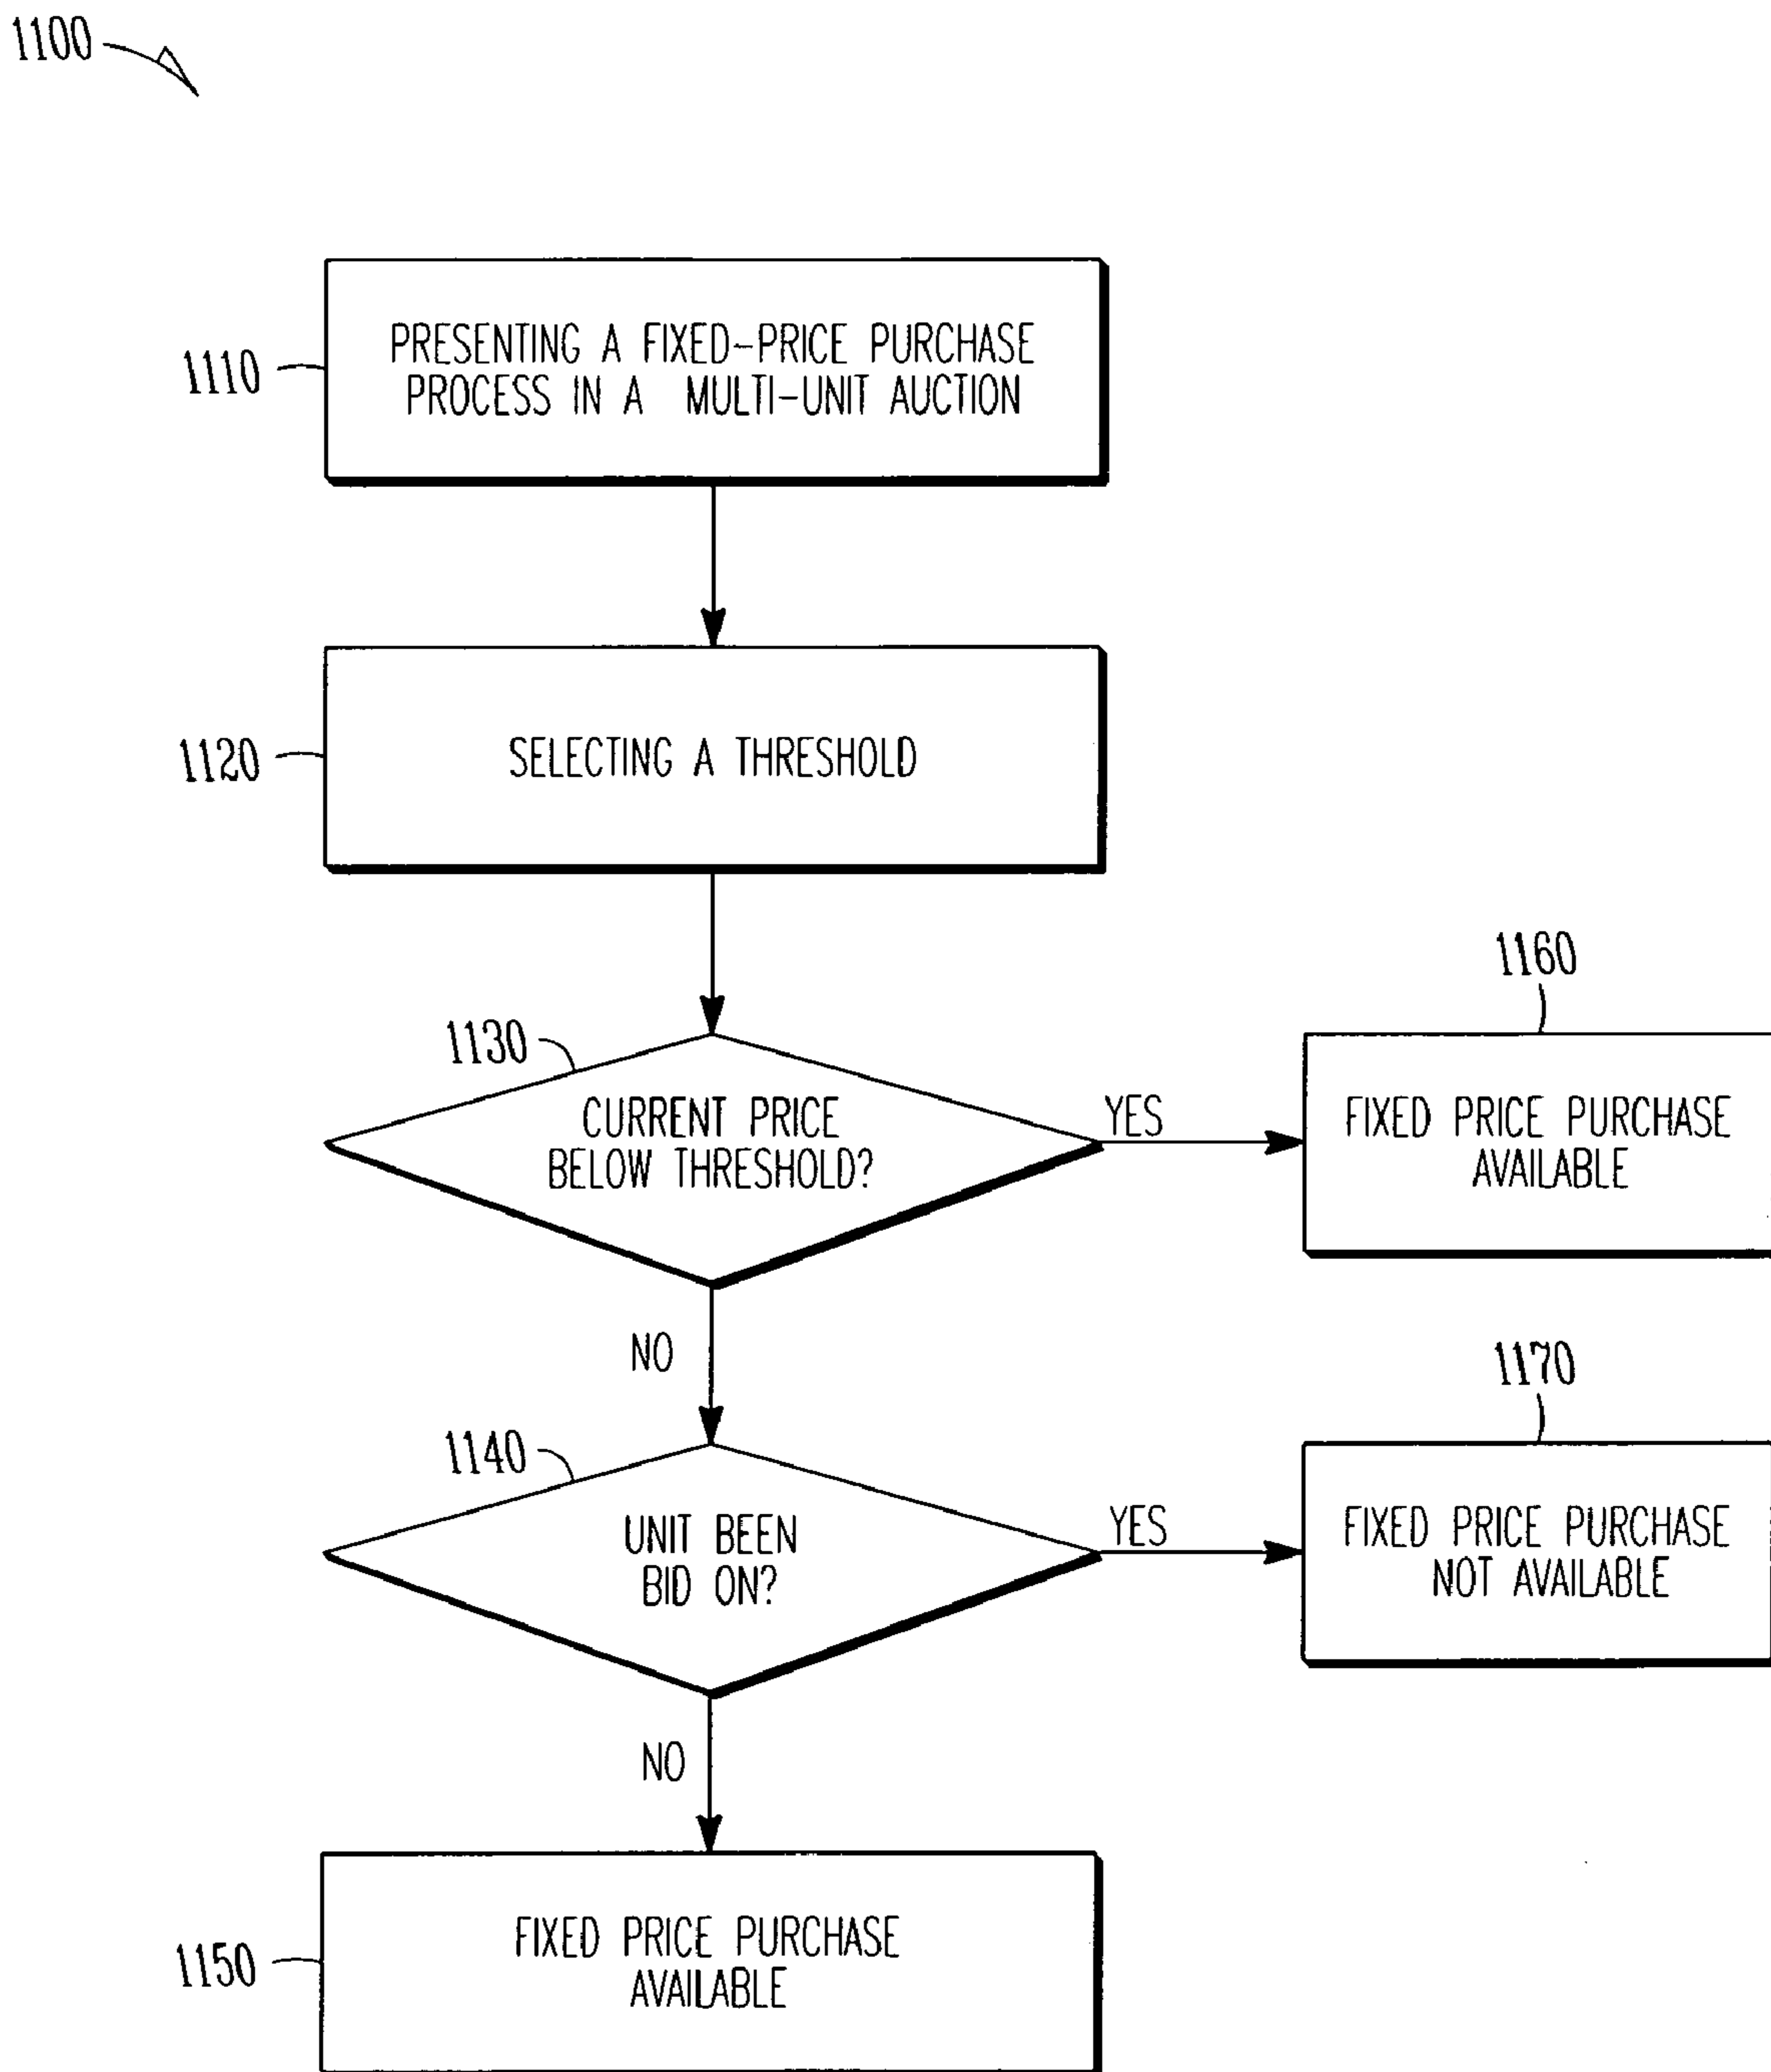 1100
1110
PRESENTING A FIXED-PRICE PURCHASE
PROCESS IN A MULTI-UNIT AUCTION
1120
SELECTING A THRESHOLD
1130
CURRENT PRICE
BELOW THRESHOLD?
YES
1160
FIXED PRICE PURCHASE
AVAILABLE
NO
1140
UNIT BEEN
BID ON?
YES
1170
FIXED PRICE PURCHASE
NOT AVAILABLE
NO
1150
FIXED PRICE PURCHASE
AVAILABLE